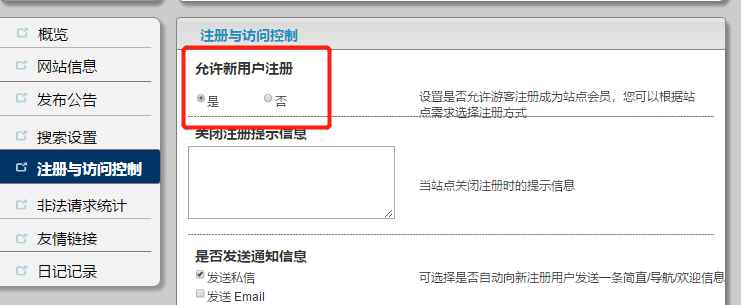 概览
网站信息
发布公告
搜索设置
注册与访问控制
非法请求统计
友情链接
日记记录
注册与访问控制
允许新用户注册
是 否
设置是否允许游客注册成为站点会员，您可以根据站
点需求选择注册方式
关闭注册提示信息
当站点关闭注册时的提示信息
是否发送通知信息
发送私信
可选择是否自动向新注册用户发送一条简直/导航/欢迎信息
发送 Email